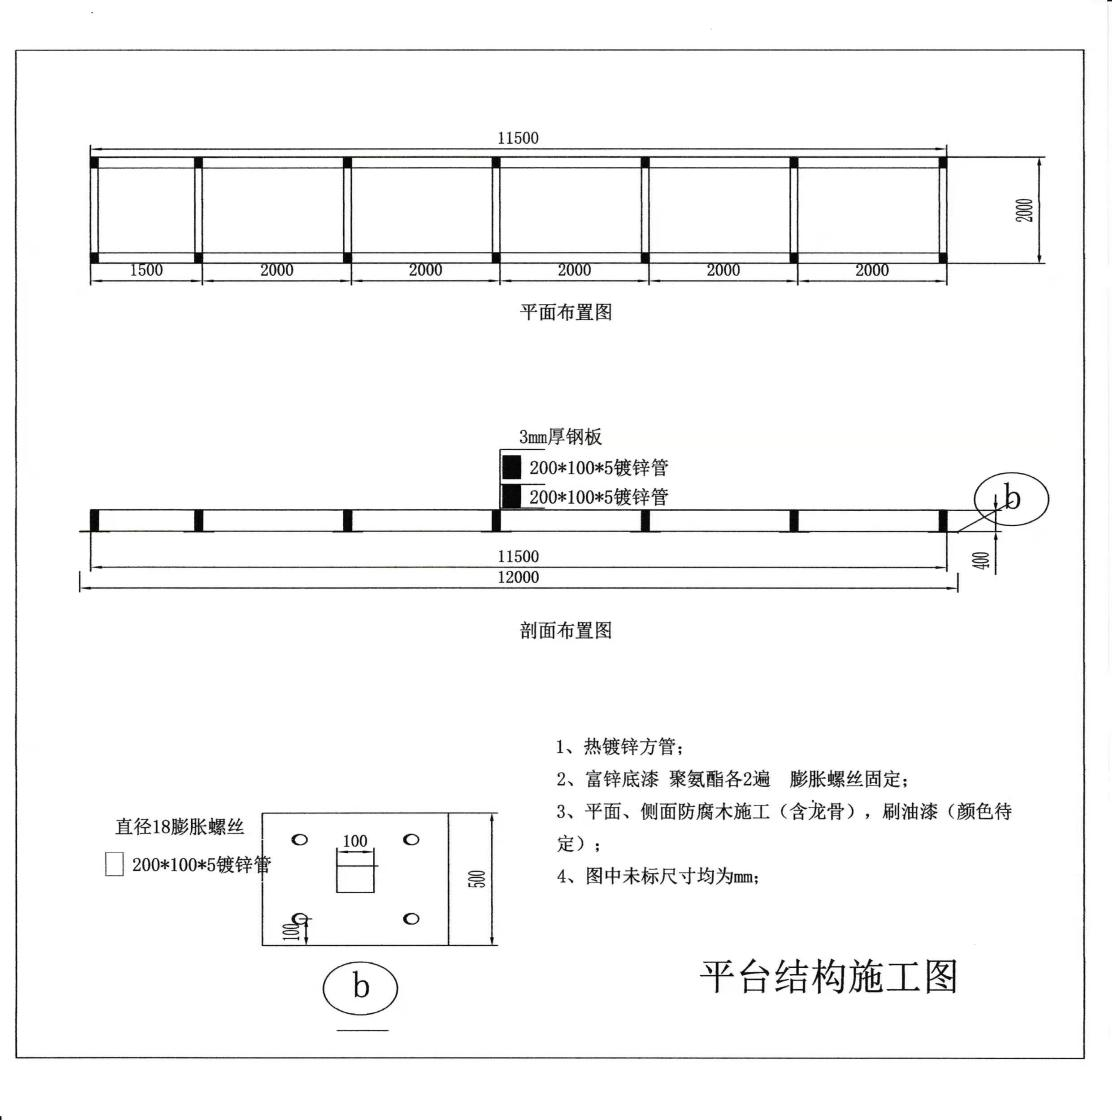 11500
2000
1500
2000
2000
2000
2000
2000
平面布置图
3mm厚钢板
200*100*5镀锌管
200*100*5镀锌管
b
400
11500
12000
剖面布置图
1、热镀锌方管；
2、富锌底漆 聚氨酯各2遍 膨胀螺丝固定；
3、平面、侧面防腐木施工（含龙骨），刷油漆（颜色待
定）；
4、图中未标尺寸均为mm；
直径18膨胀螺丝
200*100*5镀锌管
100
500
100
b
平台结构施工图